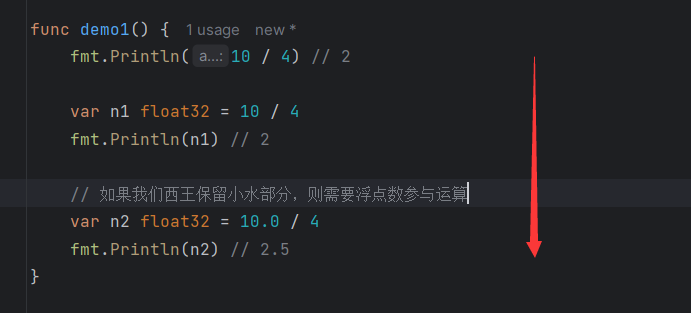 func demo1() { 1 usage new *
fmt.Println( a...: 10 / 4) // 2
var n1 float32 = 10 / 4
fmt.Println(n1) // 2
// 如果我们西王保留小水部分，则需要浮点数参与运算
var n2 float32 = 10.0 / 4
fmt.Println(n2) // 2.5
}